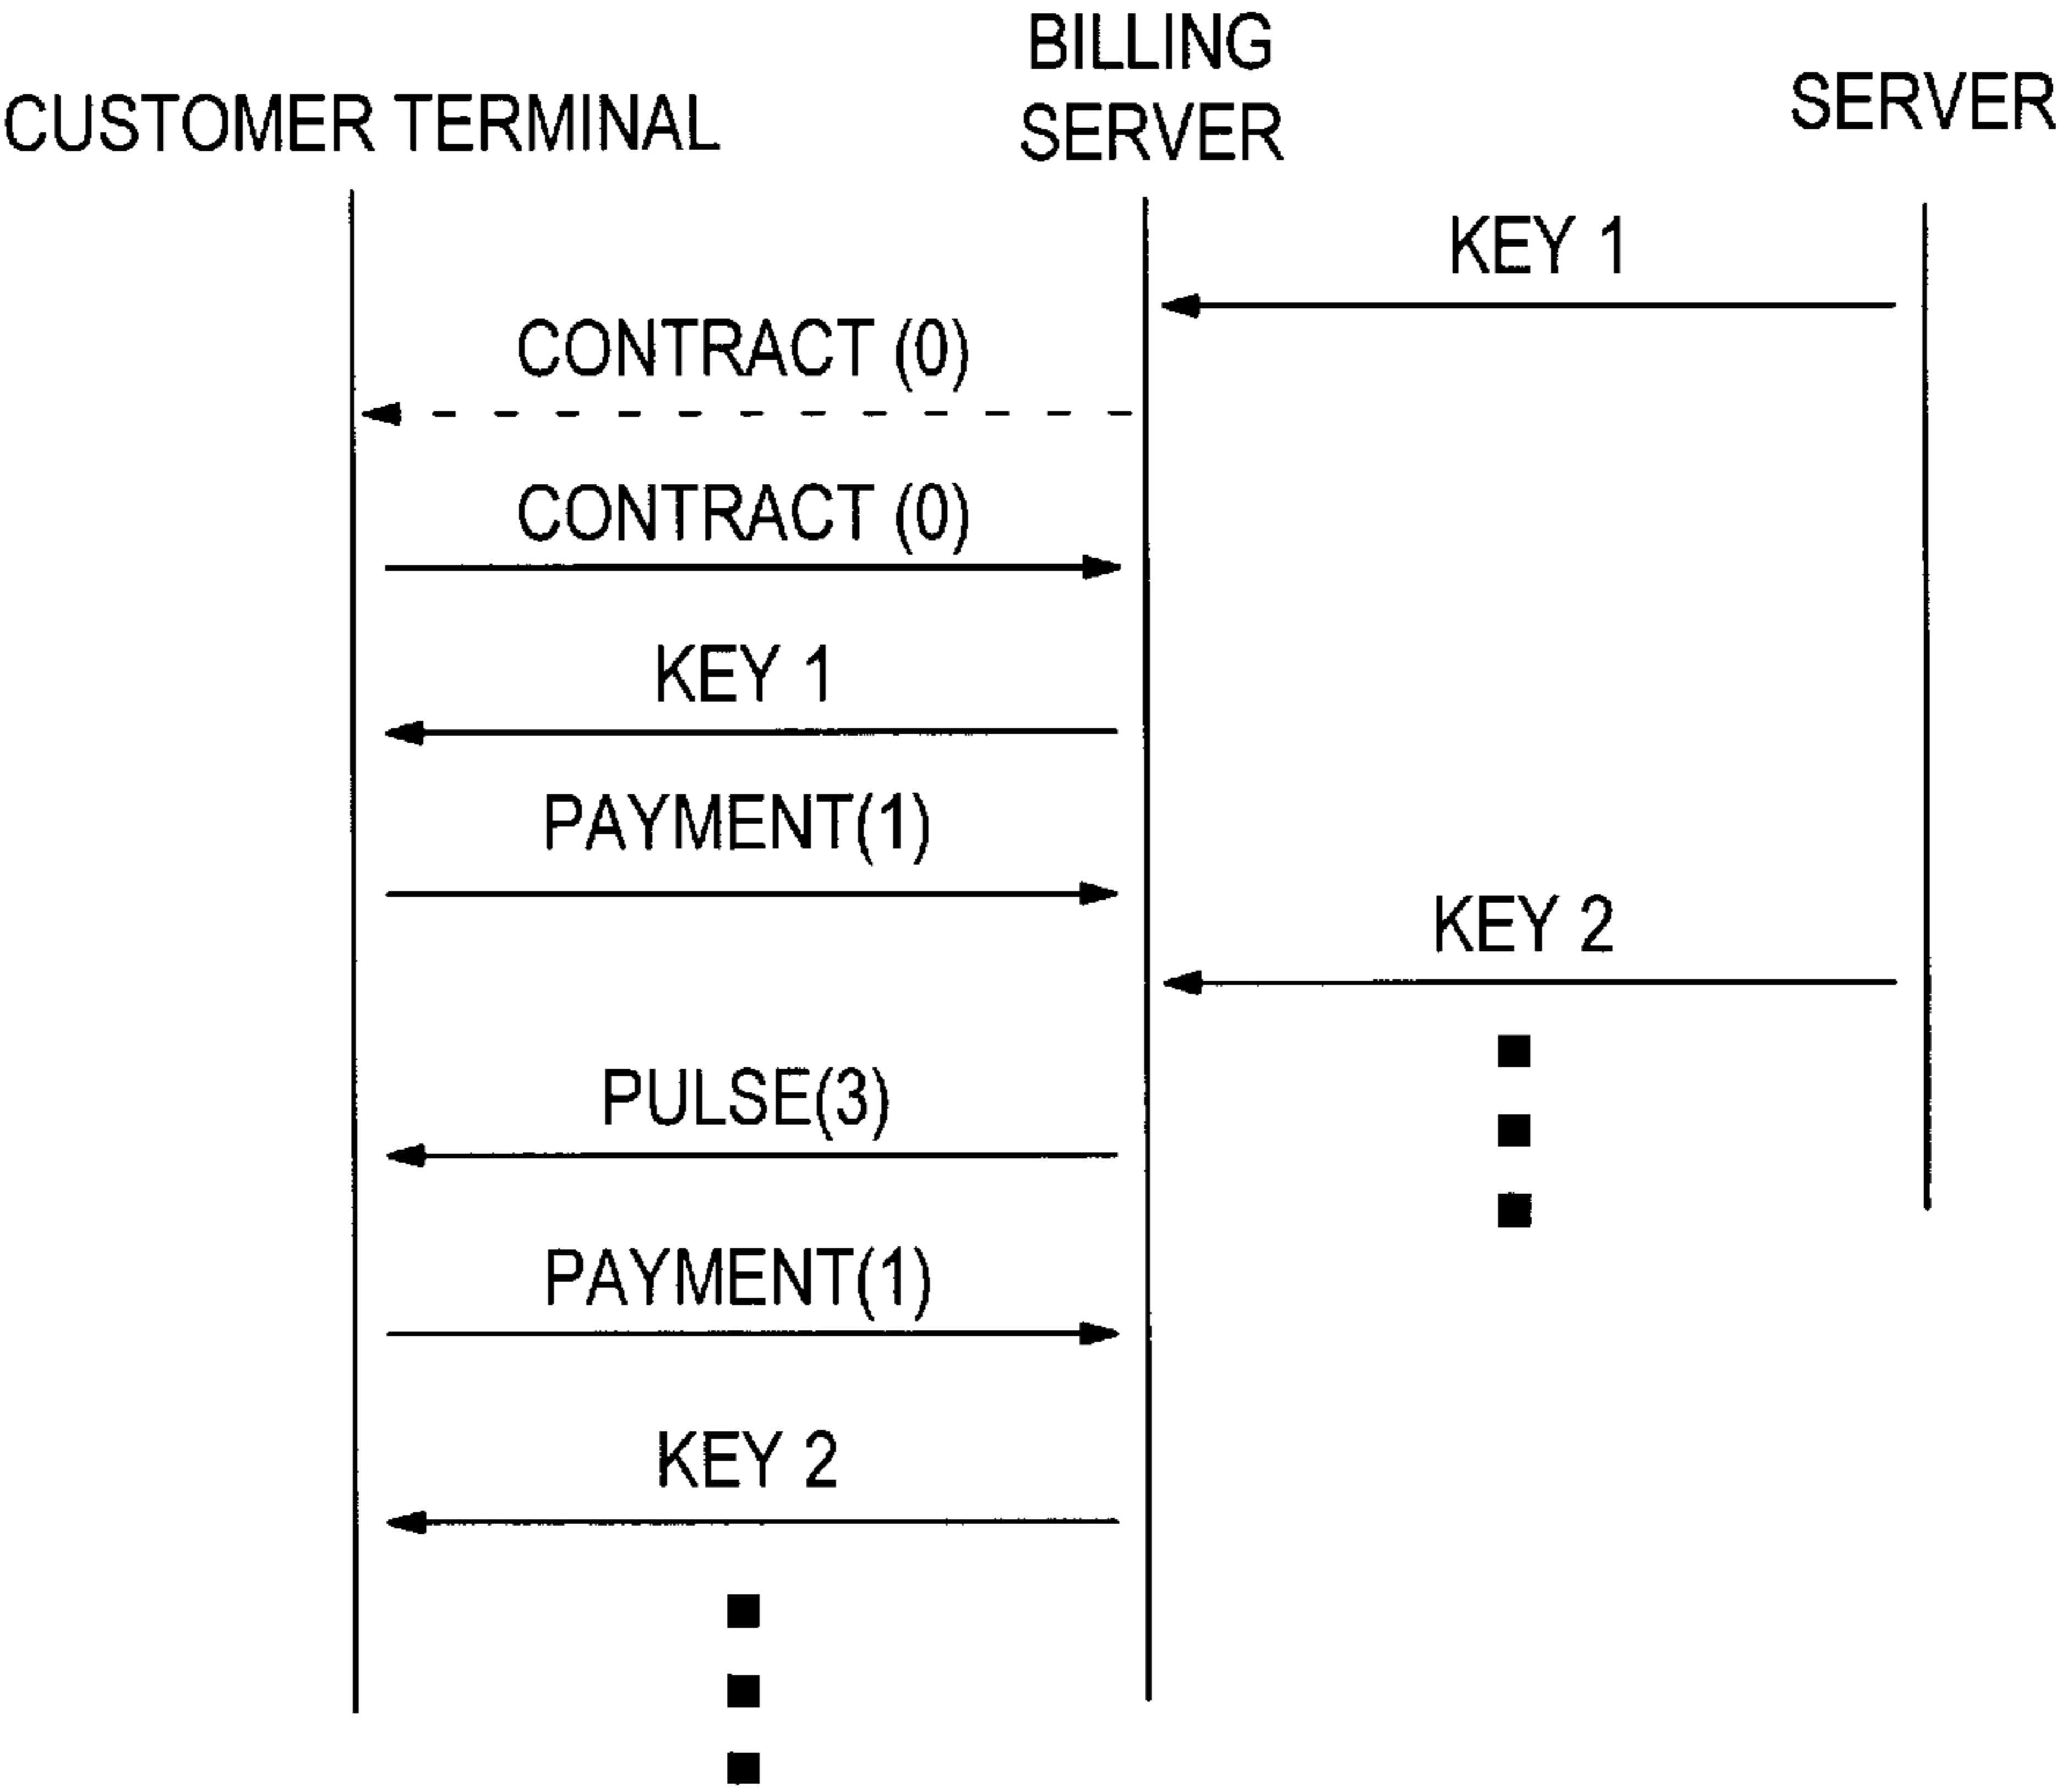 BILLING
SERVER
CUSTOMER TERMINAL
SERVER
KEY 1
CONTRACT (0)
CONTRACT (0)
KEY 1
PAYMENT(1)
KEY 2
PULSE(3)
PAYMENT(1)
KEY 2